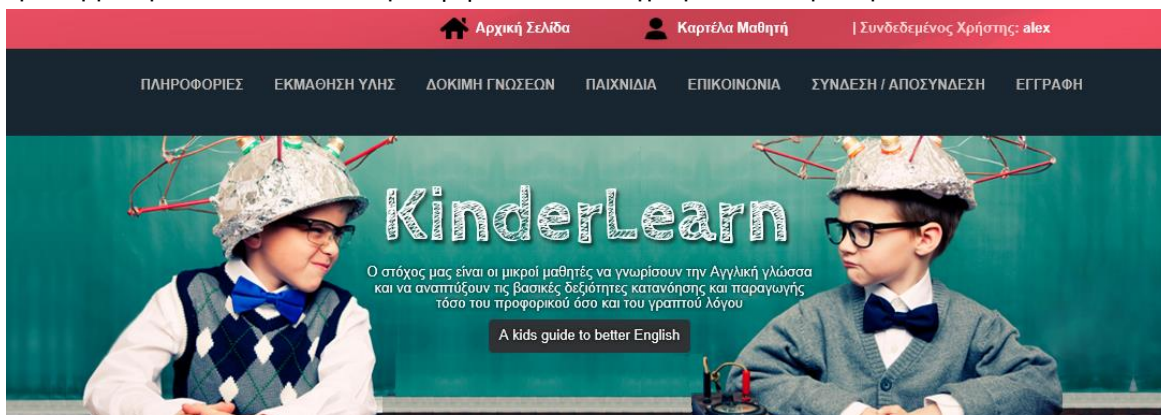 Αρχική Σελίδα Καρτέλα Μαθητή | Συνδεδεμένος Χρήστης: alex
ΠΛΗΡΟΦΟΡΙΕΣ ΕΚΜΑΘΗΣΗ ΥΛΗΣ ΔΟΚΙΜΗ ΓΝΩΣΕΩΝ ΠΑΙΧΝΙΔΙΑ ΕΠΙΚΟΙΝΩΝΙΑ ΣΥΝΔΕΣΗ / ΑΠΟΣΥΝΔΕΣΗ ΕΓΓΡΑΦΗ
KinderLearn
Ο στόχος μας είναι οι μικροί μαθητές να γνωρίσουν την Αγγλική γλώσσα
και να αναπτύξουν τις βασικές δεξιότητες κατανόησης και παραγωγής
τόσο του προφορικού όσο και του γραπτού λόγου
A kids guide to better English